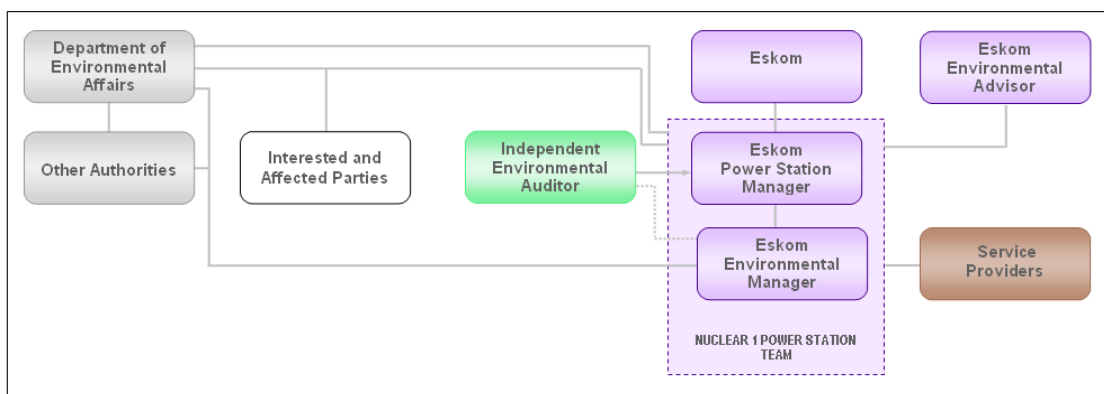 Department of
Environmental
Affairs
Eskom
Eskom
Environmental
Advisor
Other Authorities
Interested and
Affected Parties
Independent
Environmental
Auditor
Eskom
Power Station
Manager
Eskom
Environmental
Manager
Service
Providers
NUCLEAR 1 POWER STATION
TEAM